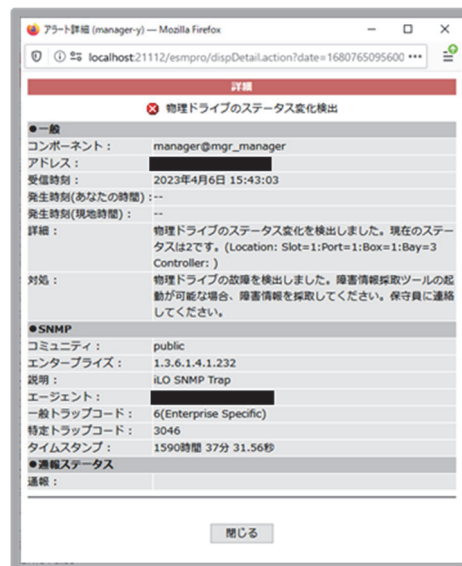 アラート詳細 (manager-y) — Mozilla Firefox
localhost:21112/esmpro/dispDetail.action?date=1680765095600 •••
詳細
物理ドライブのステータス変化検出
●一般
コンポーネント: manager@mgr_manager
アドレス:
受信時刻: 2023年4月6日 15:43:03
発生時刻(あなたの時間):--
発生時刻(現地時間): --
詳細: 物理ドライブのステータス変化を検出しました。現在のステー
タスは2です。(Location: Slot=1:Port=1:Box=1:Bay=3
Controller: )
対処: 物理ドライブの故障を検出しました。障害情報採取ツールの起
動が可能な場合、障害情報を採取してください。保守員に連絡
してください。
●SNMP
コミュニティ: public
エンタープライズ: 1.3.6.1.4.1.232
説明: iLO SNMP Trap
エージェント:
一般トラップコード: 6(Enterprise Specific)
特定トラップコード: 3046
タイムスタンプ: 1590時間 37分 31.56秒
●通報ステータス
通報:
閉じる